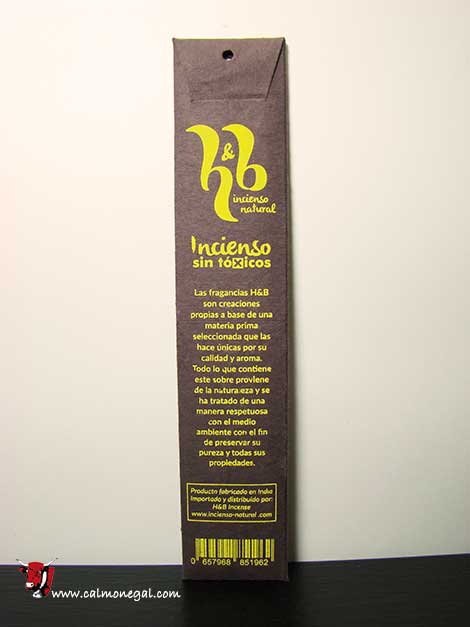 h&b
incienso
natural
Incienso
sin tóxicos
Las fragancias H&B
son creaciones
propias a base de una
materia prima
seleccionada que las
hace únicas por su
calidad y aroma.
Todo lo que contiene
este sobre proviene
de la naturaleza y se
ha tratado de una
manera respetuosa
con el medio
ambiente con el fin
de preservar su
pureza y todas sus
propiedades.
Producto fabricado en India
Importado y distribuido por:
H&B Incense
www.incienso-natural.com
0 657968 851962
www.calmonegal.com